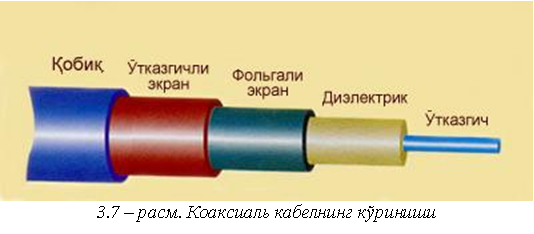 Қобиқ
Ўтказгичли
экран
Фольгали
экран
Диэлектрик
Ўтказгич
3.7 – расм. Коаксиаль кабелнинг кўриниши